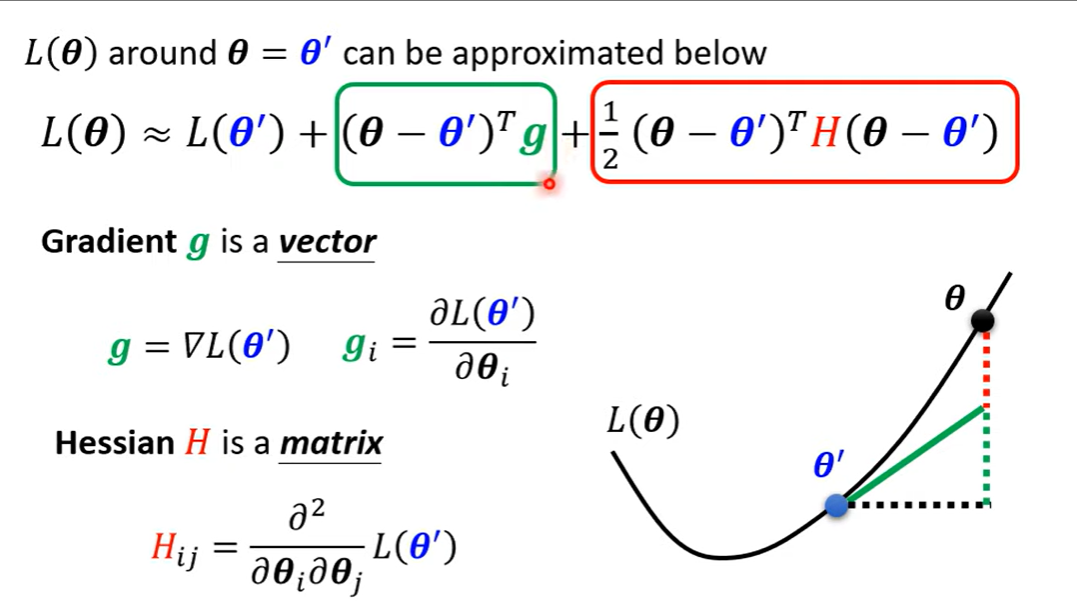 L(θ) around θ = θ′ can be approximated below
L(θ) ≈ L(θ′) + (θ − θ′)ᵀg + 1/2 (θ − θ′)ᵀH(θ − θ′)
Gradient g is a vector
g = ∇L(θ′)  gᵢ = ∂L(θ′)/∂θᵢ
Hessian H is a matrix
Hᵢⱼ = ∂²/∂θᵢ∂θⱼ L(θ′)
θ
L(θ)
θ′